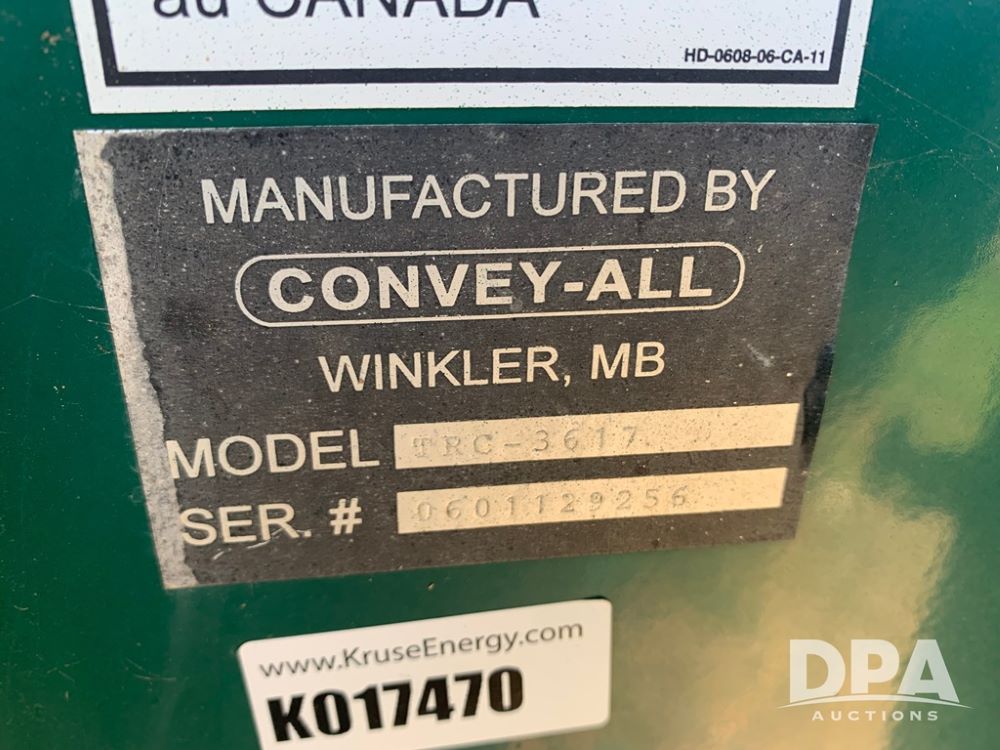 au CANADA
HD-0608-06-CA-11
MANUFACTURED BY
CONVEY-ALL
WINKLER, MB
MODEL TRC-3617
SER. # 0601129256
www.KruseEnergy.com
K017470
DPA
AUCTIONS